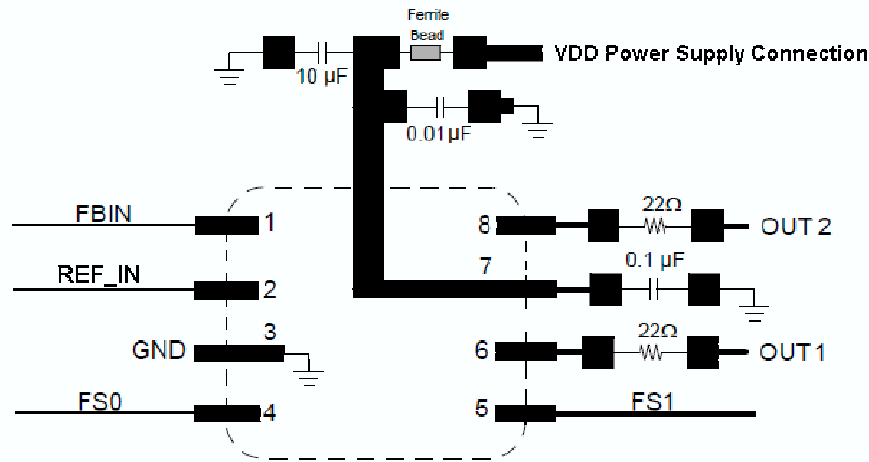 Ferrite
Bead
VDD Power Supply Connection
10 µF
0.01µF
FBIN
1
8
22Ω
OUT 2
REF_IN
2
7
0.1 µF
GND
3
6
22Ω
OUT 1
FS0
4
5
FS1